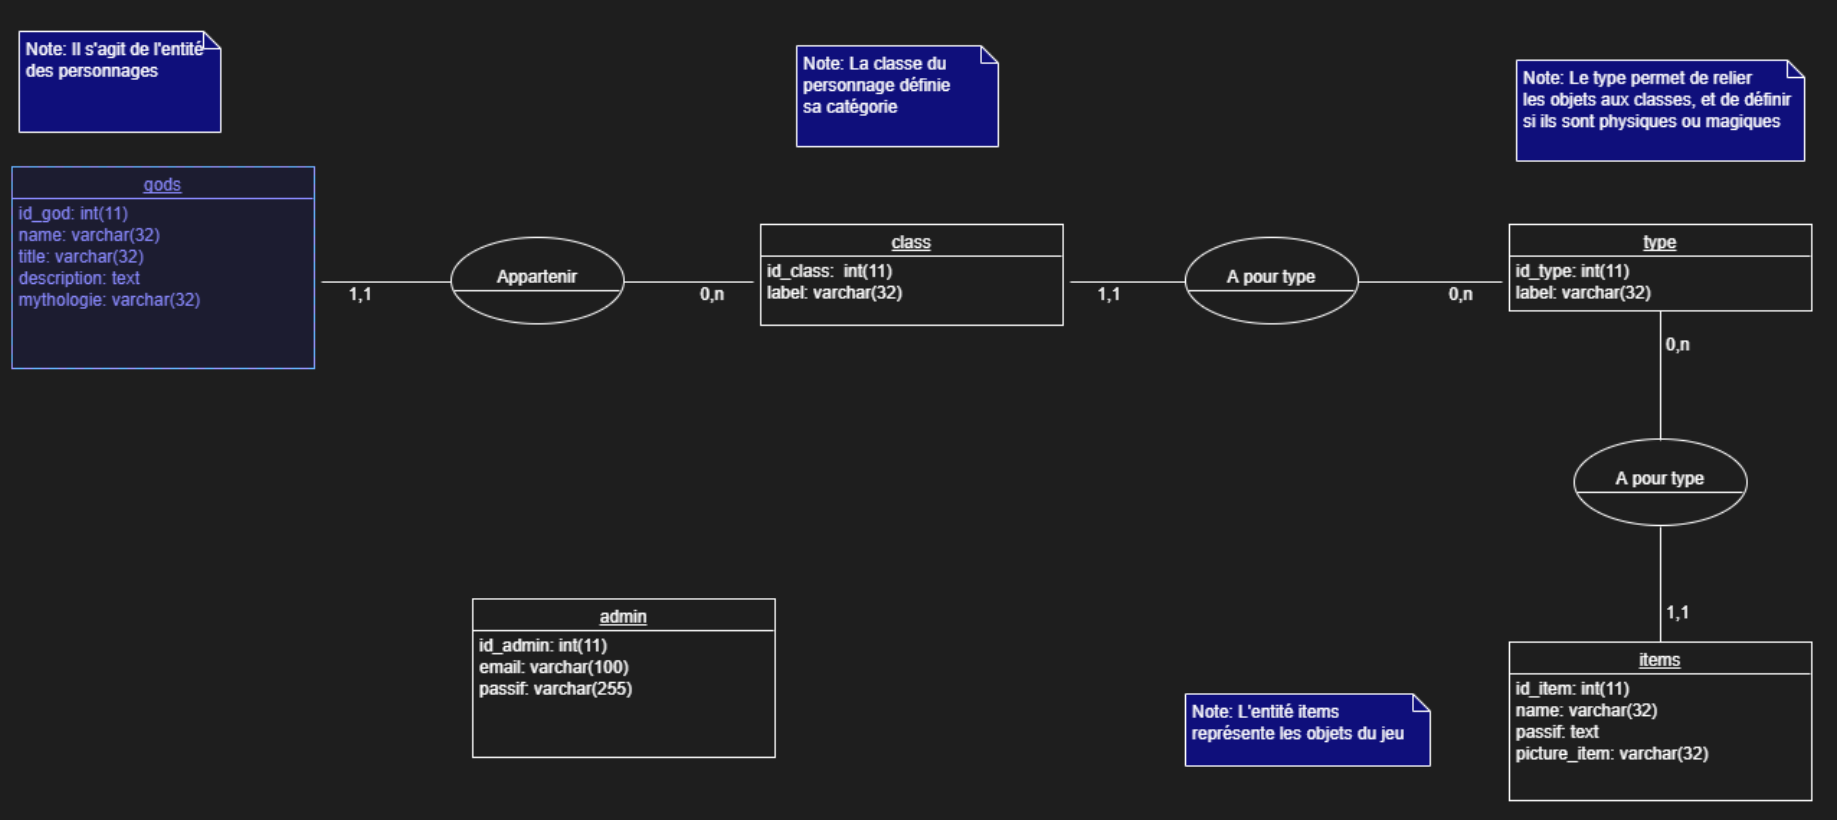 Note: Il s'agit de l'entité
des personnages
Note: La classe du
personnage définie
sa catégorie
Note: Le type permet de relier
les objets aux classes, et de définir
si ils sont physiques ou magiques
gods
id_god: int(11)
name: varchar(32)
title: varchar(32)
description: text
mythologie: varchar(32)
1,1
Appartenir
0,n
class
id_class:  int(11)
label: varchar(32)
1,1
A pour type
0,n
type
id_type: int(11)
label: varchar(32)
0,n
A pour type
1,1
admin
id_admin: int(11)
email: varchar(100)
passif: varchar(255)
Note: L'entité items
représente les objets du jeu
items
id_item: int(11)
name: varchar(32)
passif: text
picture_item: varchar(32)